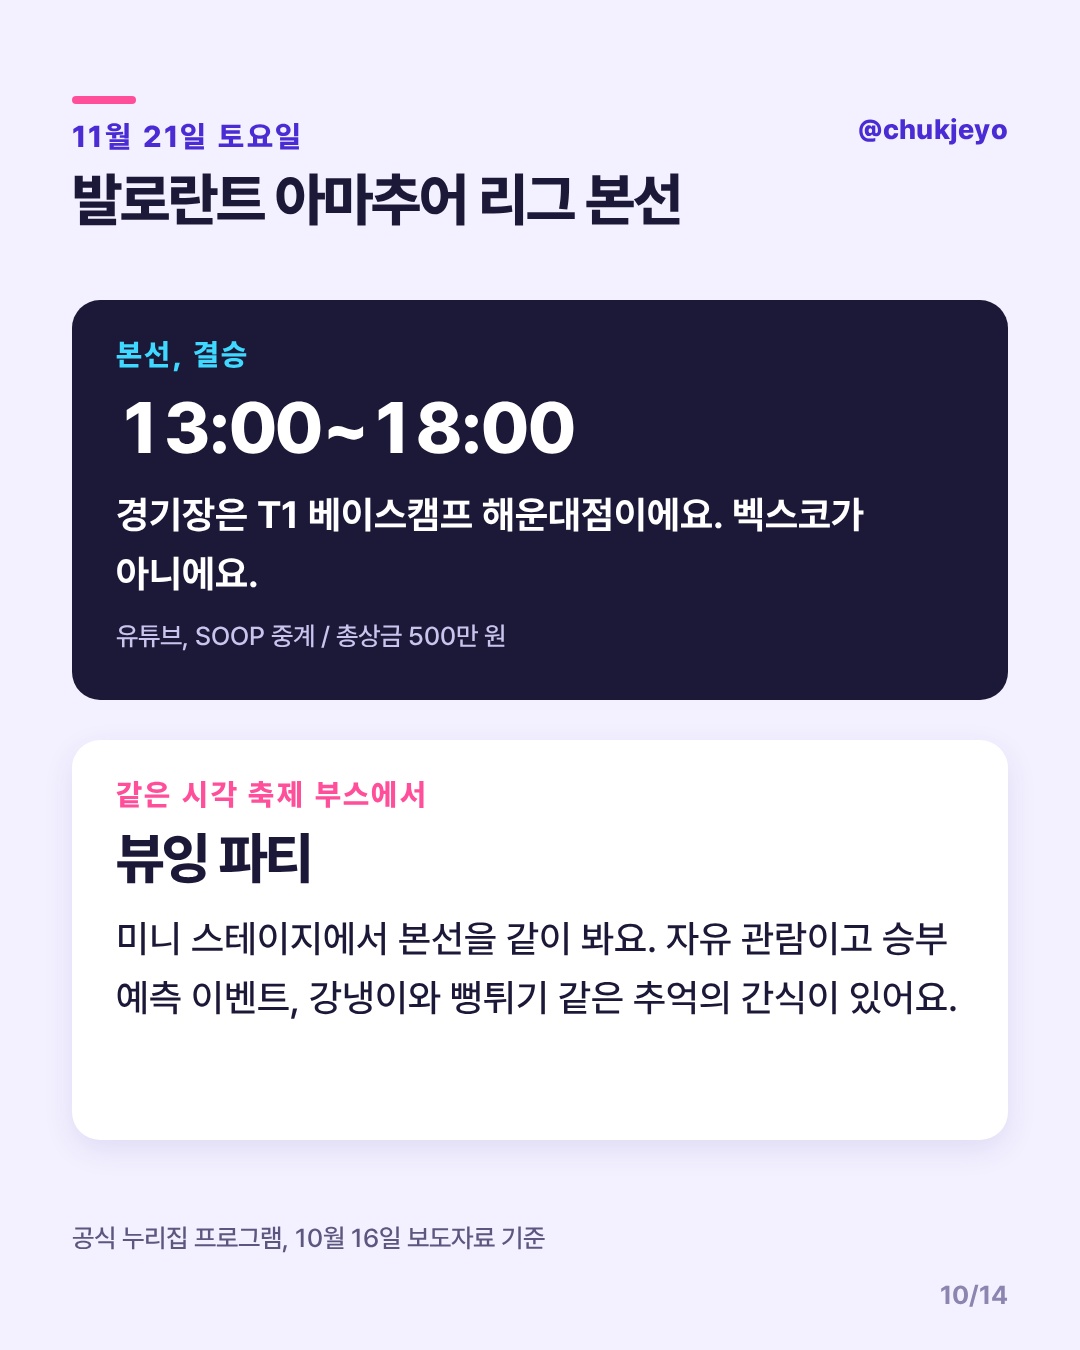 11월 21일 토요일
@chukjeyo
발로란트 아마추어 리그 본선
본선, 결승
13:00~18:00
경기장은 T1 베이스캠프 해운대점이에요. 벡스코가
아니에요.
유튜브, SOOP 중계 / 총상금 500만 원
같은 시각 축제 부스에서
뷰잉 파티
미니 스테이지에서 본선을 같이 봐요. 자유 관람이고 승부
예측 이벤트, 강냉이와 뻥튀기 같은 추억의 간식이 있어요.
공식 누리집 프로그램, 10월 16일 보도자료 기준
10/14